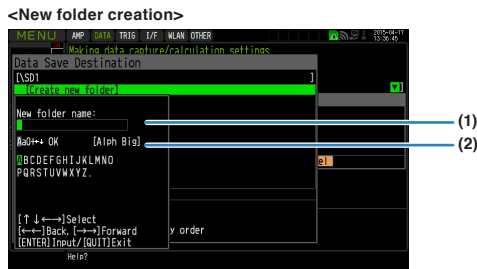 <New folder creation>
MENU AMP DATA TRIG I/F WLAN OTHER 2015-04-17
13:36:45
Making data capture/calculation settings
Data Save Destination
[\SD1 ]
[Create new folder]
New folder name:
(1)
AaO↔↓ OK [Alph Big]
(2)
ABCDEFGHIJKLMNO
PQRSTUVWXYZ.
el
[↑↓←→]Select
[←←]Back, [→→]Forward
y order
[ENTER]Input/[QUIT]Exit
Help?